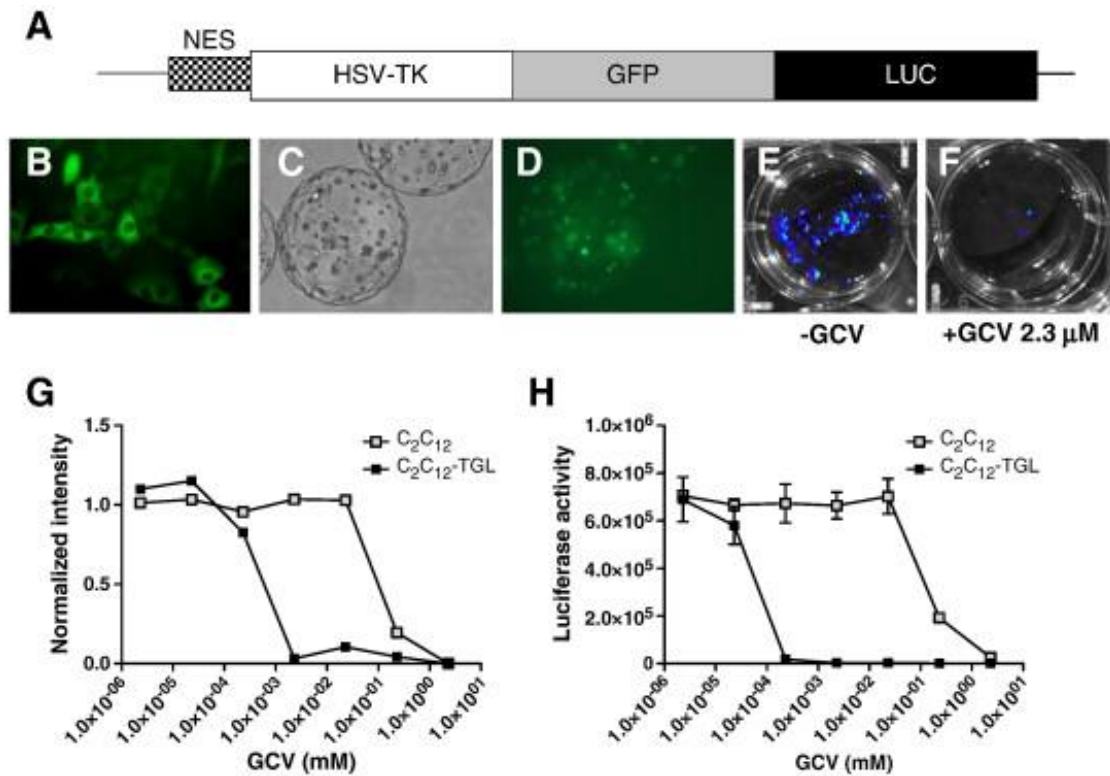 A
NES
HSV-TK GFP LUC
B C D E F
-GCV +GCV 2.3 µM
G
Normalized intensity
1.5
1.0
0.5
0.0
C₂C₁₂
C₂C₁₂-TGL
1.0×10⁻⁰⁶ 1.0×10⁻⁰⁵ 1.0×10⁻⁰⁴ 1.0×10⁻⁰³ 1.0×10⁻⁰² 1.0×10⁻⁰¹ 1.0×10⁰⁰ 1.0×10⁰¹
GCV (mM)
H
Luciferase activity
1.0×10⁶
8.0×10⁵
6.0×10⁵
4.0×10⁵
2.0×10⁵
0
C₂C₁₂
C₂C₁₂-TGL
1.0×10⁻⁰⁶ 1.0×10⁻⁰⁵ 1.0×10⁻⁰⁴ 1.0×10⁻⁰³ 1.0×10⁻⁰² 1.0×10⁻⁰¹ 1.0×10⁰⁰ 1.0×10⁰¹
GCV (mM)